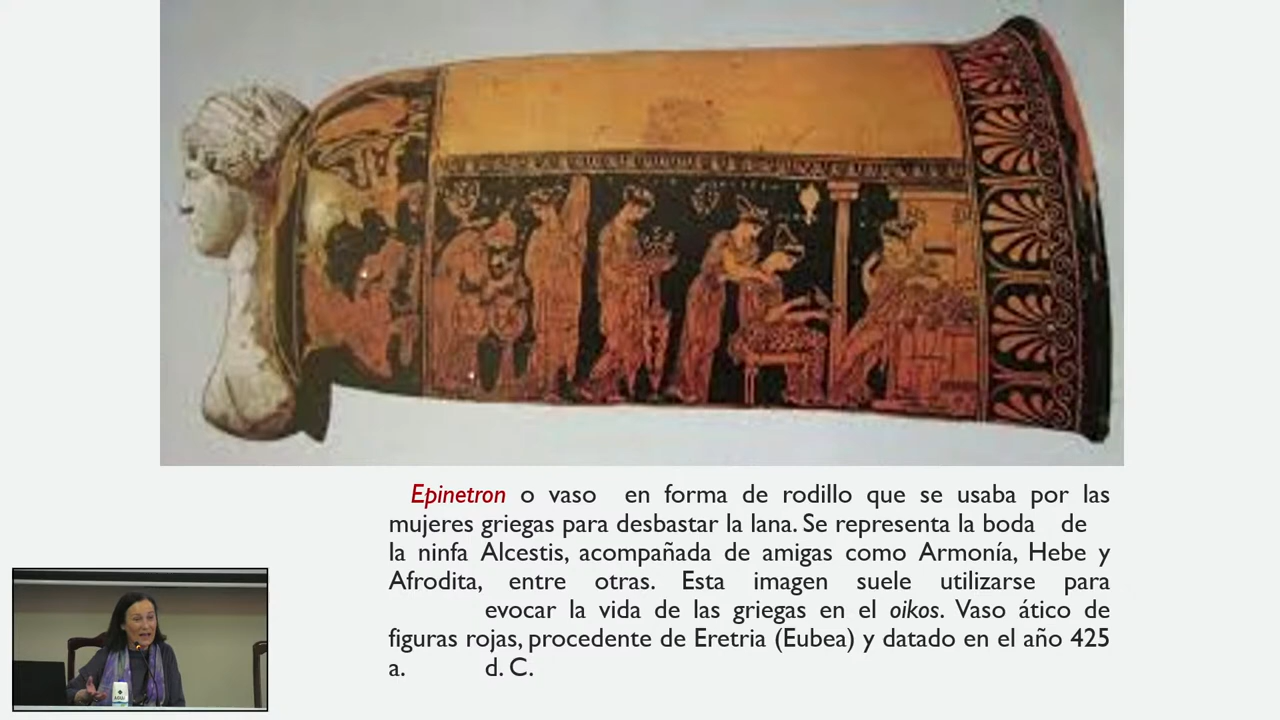 Epinetron o vaso en forma de rodillo que se usaba por las
mujeres griegas para desbastar la lana. Se representa la boda de
la ninfa Alcestis, acompañada de amigas como Armonía, Hebe y
Afrodita, entre otras. Esta imagen suele utilizarse para
evocar la vida de las griegas en el oikos. Vaso ático de
figuras rojas, procedente de Eretria (Eubea) y datado en el año 425
a. d. C.